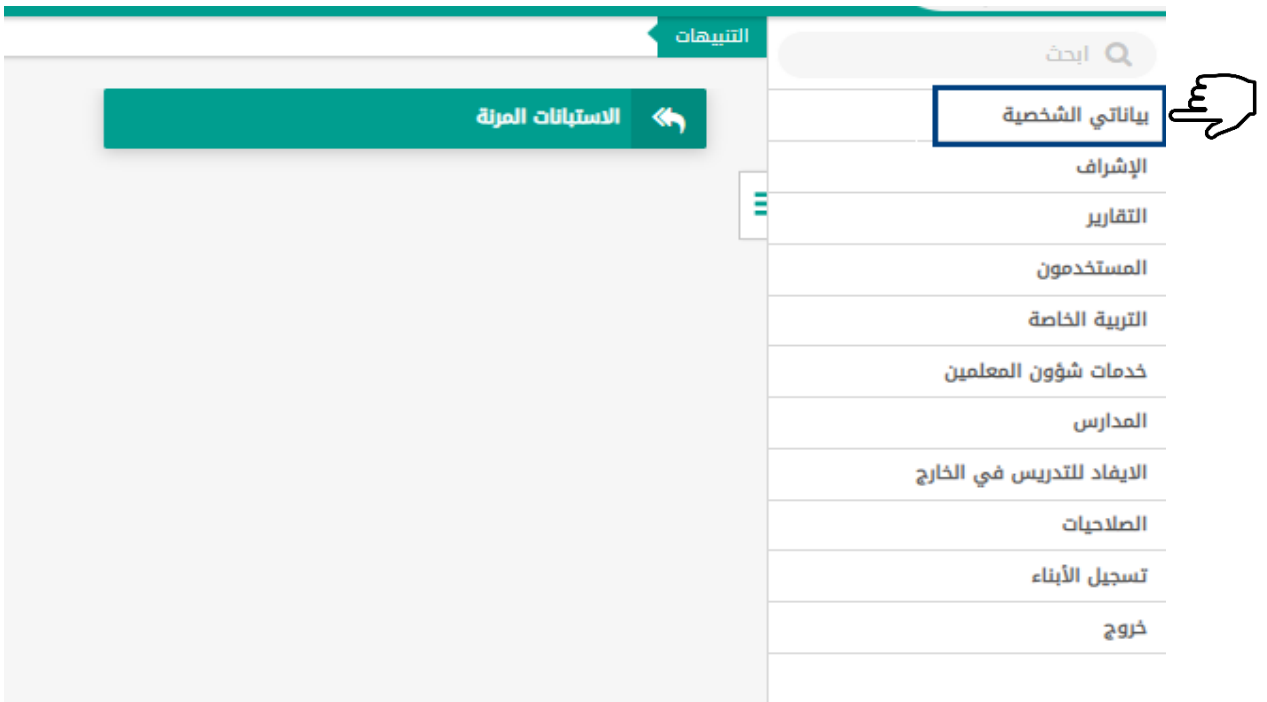 ابحث
بياناتي الشخصية
الإشراف
التقارير
المستخدمون
التربية الخاصة
خدمات شؤون المعلمين
المدارس
الايفاد للتدريس في الخارج
الصلاحيات
تسجيل الأبناء
خروج
التنبيهات
الاستبانات المرنة